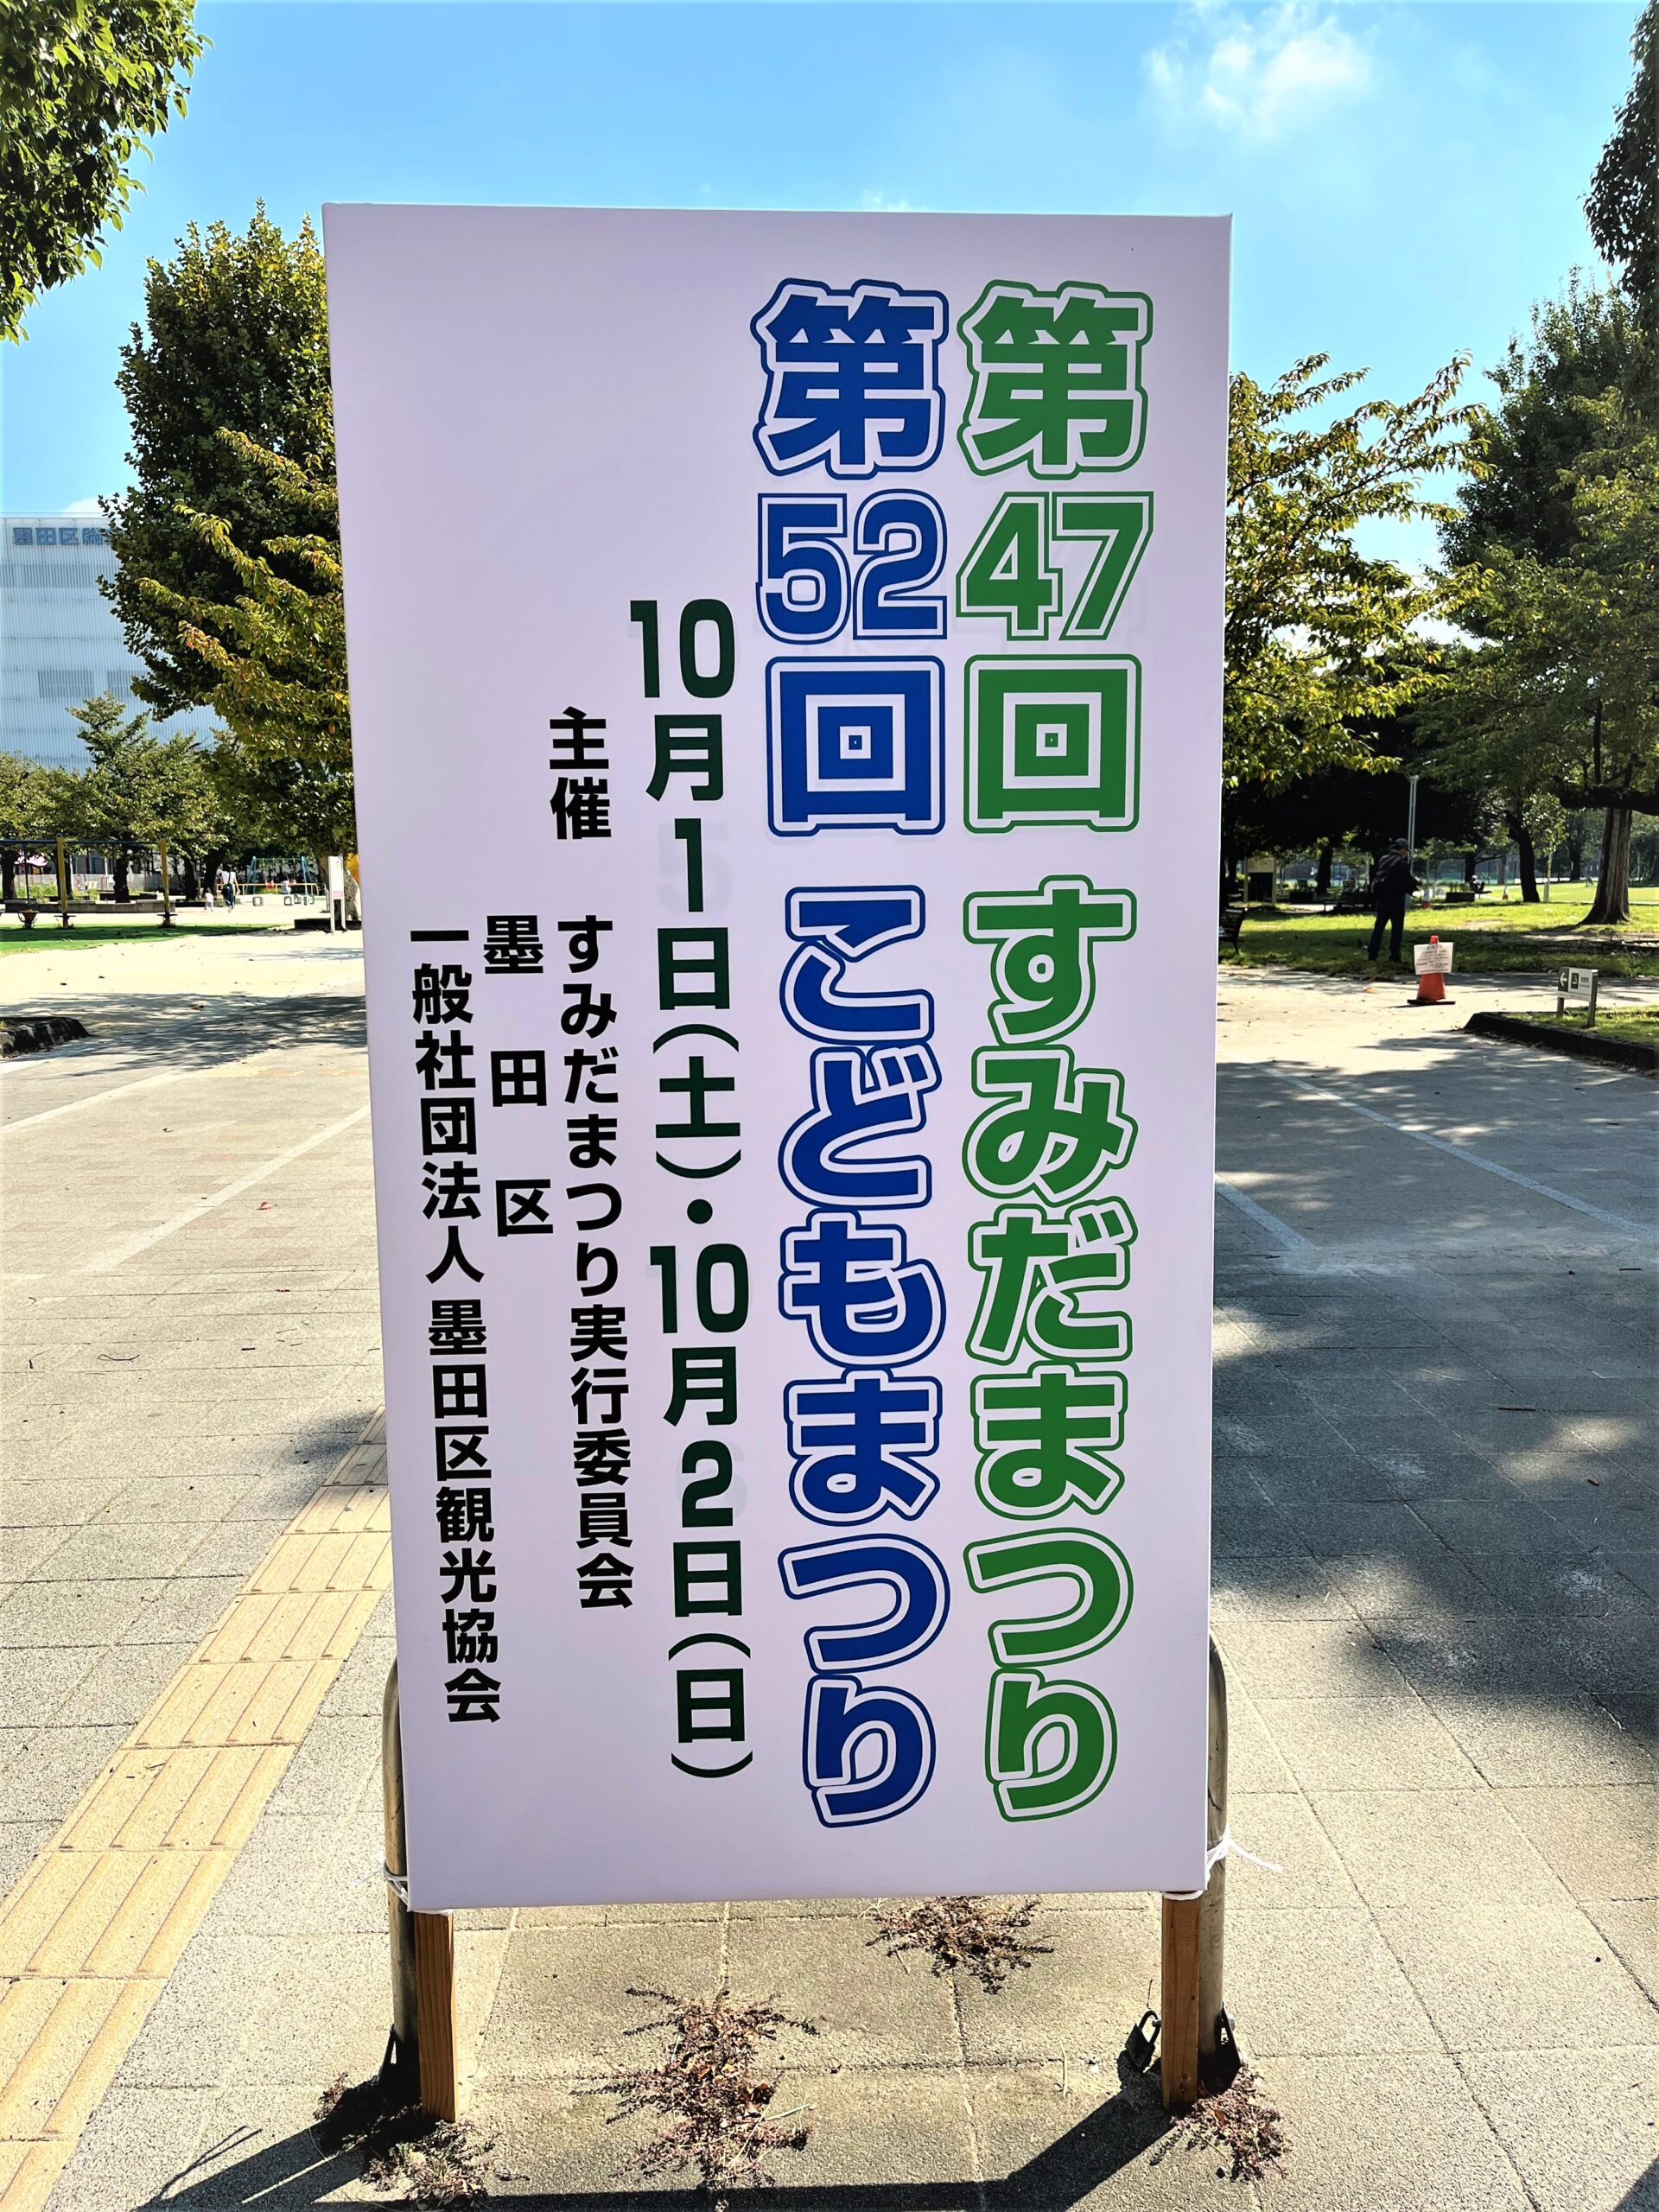 第47回 すみだまつり
第52回 こどもまつり
10月1日(土)・10月2日(日)
主催
すみだまつり実行委員会
墨田区
一般社団法人 墨田区観光協会
墨田区総